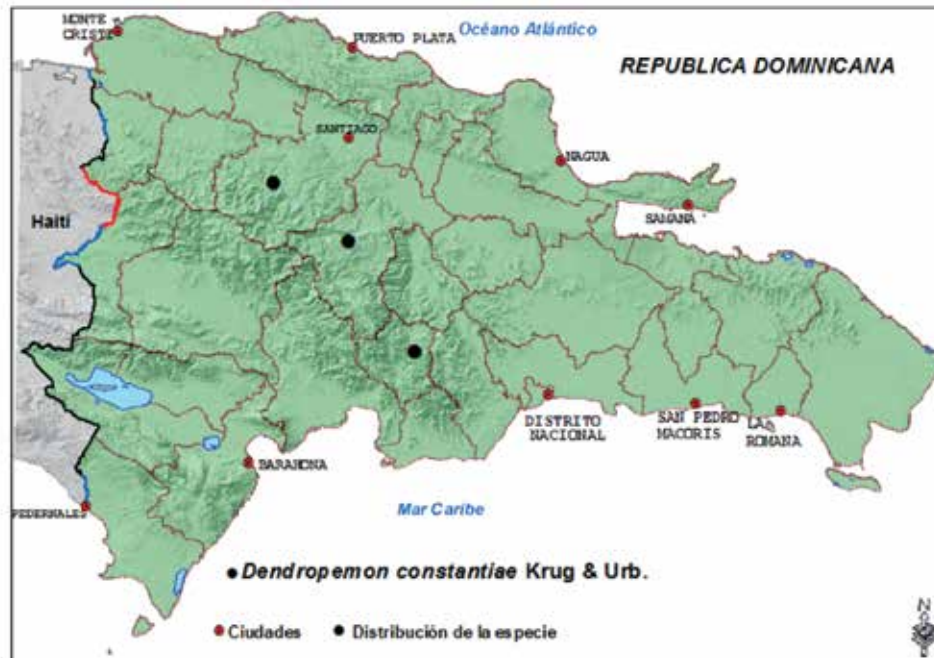 MONTE
CRISTI
Océano Atlántico
PUERTO PLATA
REPUBLICA DOMINICANA
SANTIAGO
NAGUA
SAMANA
Haití
DISTRITO
NACIONAL
SAN PEDRO
MACORIS
LA
ROMANA
BARAHONA
PEDERNALES
Mar Caribe
Dendropemon constantiae Krug & Urb.
Ciudades
Distribución de la especie